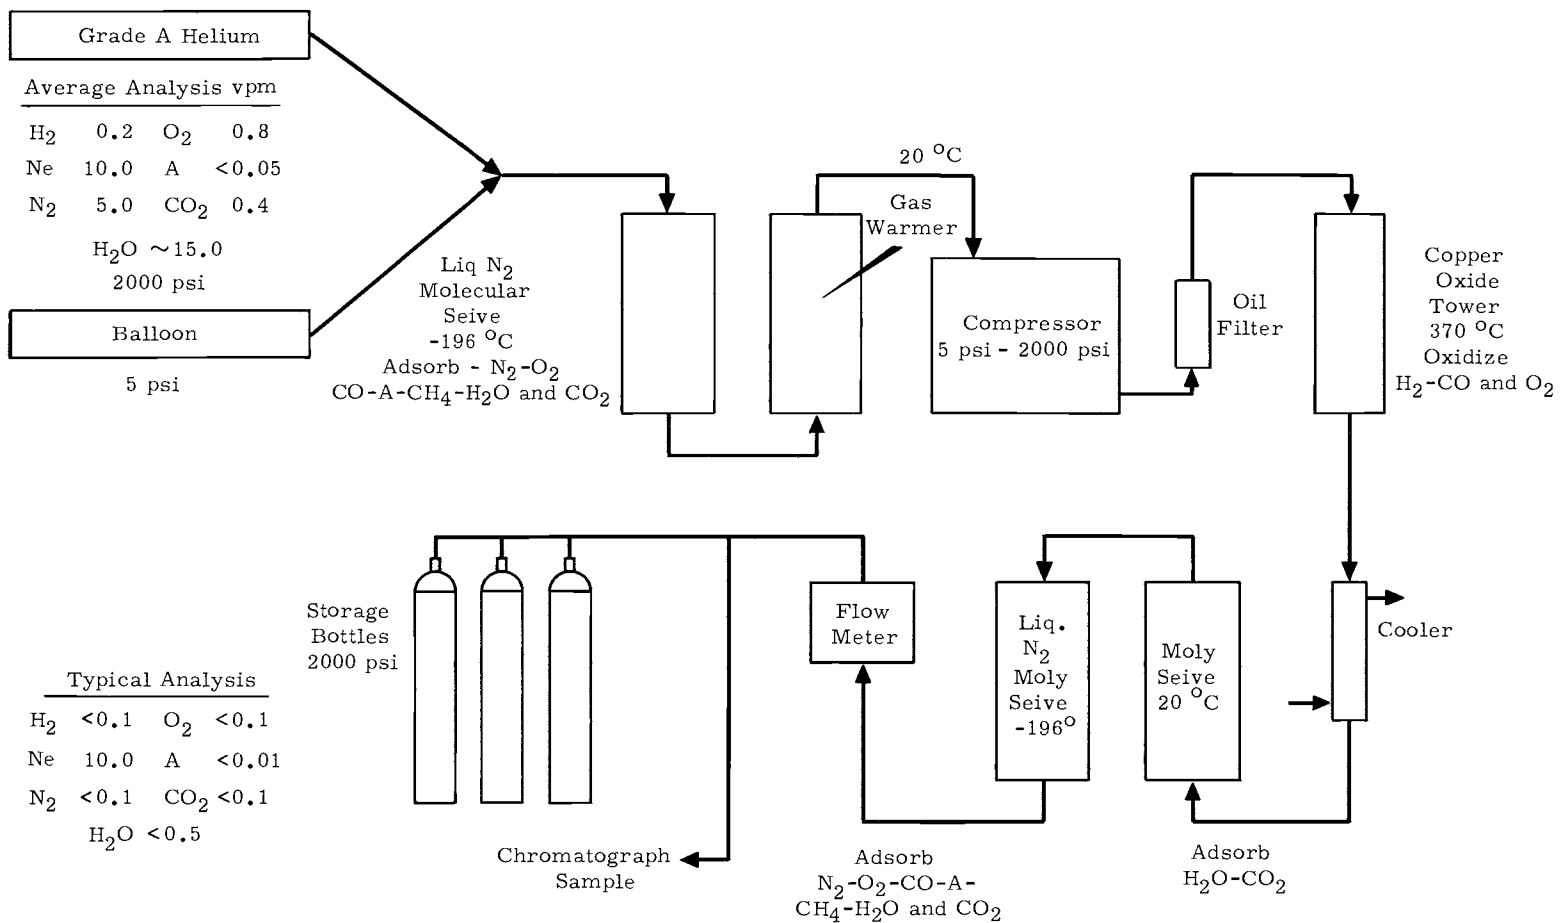 Grade A Helium
Average Analysis vpm
H₂ 0.2 O₂ 0.8
Ne 10.0 A <0.05
N₂ 5.0 CO₂ 0.4
H₂O ~15.0
2000 psi
Balloon
5 psi
Liq N₂
Molecular
Seive
-196 °C
Adsorb - N₂-O₂
CO-A-CH₄-H₂O and CO₂
20 °C
Gas
Warmer
Compressor
5 psi - 2000 psi
Oil
Filter
Copper
Oxide
Tower
370 °C
Oxidize
H₂-CO and O₂
Cooler
Moly
Seive
20 °C
Adsorb
H₂O-CO₂
Liq.
N₂
Moly
Seive
-196°
Adsorb
N₂-O₂-CO-A-
CH₄-H₂O and CO₂
Flow
Meter
Chromatograph
Sample
Storage
Bottles
2000 psi
Typical Analysis
H₂ <0.1 O₂ <0.1
Ne 10.0 A <0.01
N₂ <0.1 CO₂ <0.1
H₂O <0.5